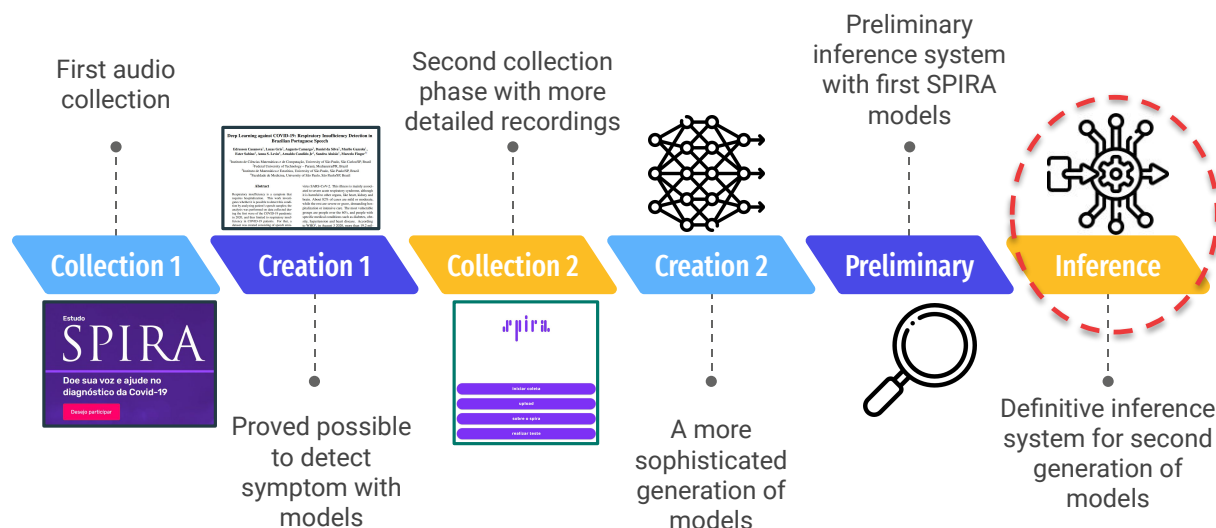 First audio
collection
Second collection
phase with more
detailed recordings
Preliminary
inference system
with first SPIRA
models
Deep Learning against COVID-19: Respiratory Insufficiency Detection in
Brazilian Portuguese Speech
Abstract
Collection 1
Creation 1
Collection 2
Creation 2
Preliminary
Inference
Estudo
SPIRA
Doe sua voz e ajude no
diagnóstico da Covid-19
Desejo participar
spira
iniciar coleta
upload
sobre o spira
realizar teste
Proved possible
to detect
symptom with
models
A more
sophisticated
generation of
models
Definitive inference
system for second
generation of
models